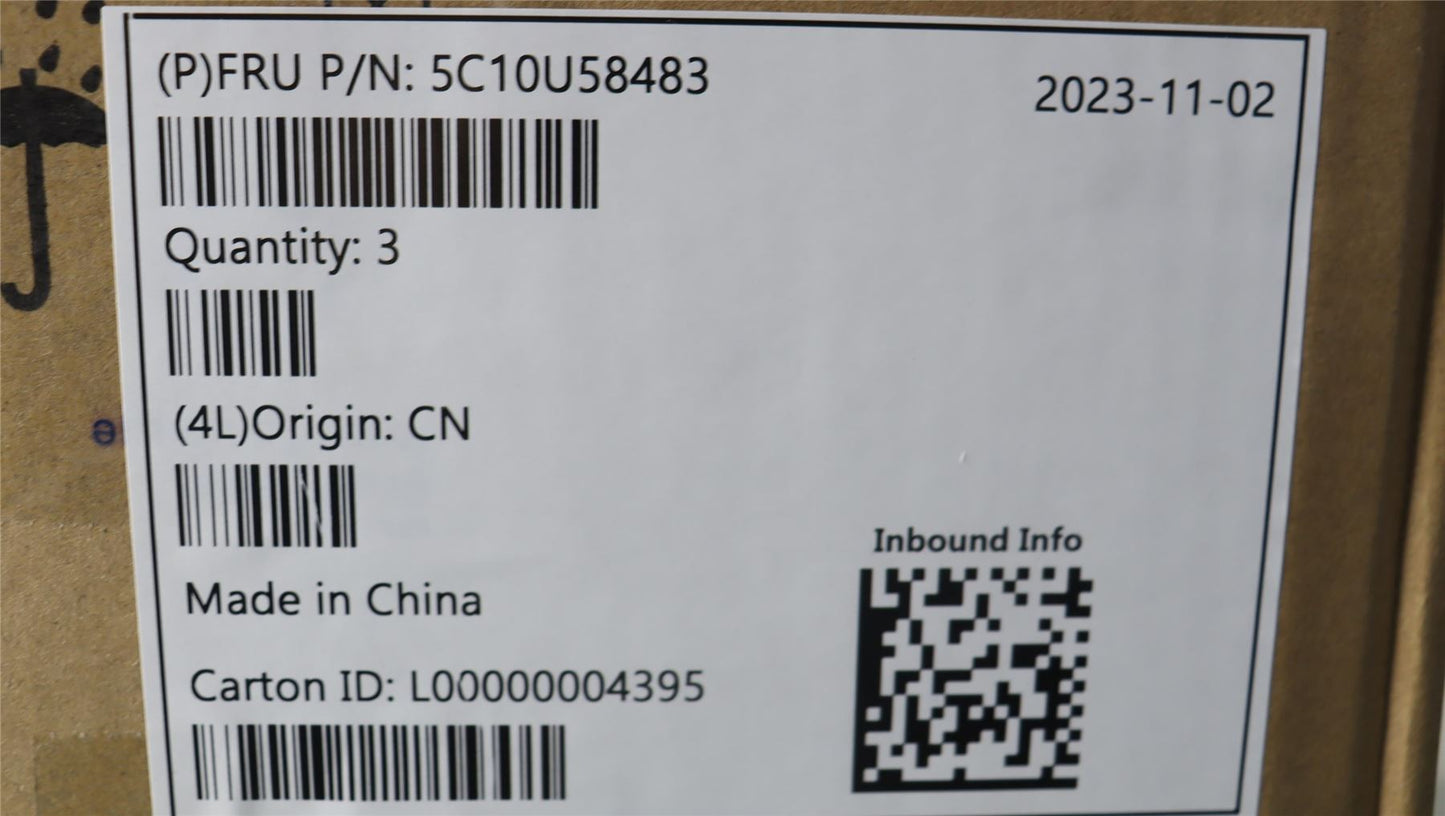 (P)FRU P/N: 5C10U58483
2023-11-02
Quantity: 3
(4L)Origin: CN
Made in China
Inbound Info
Carton ID: L00000004395